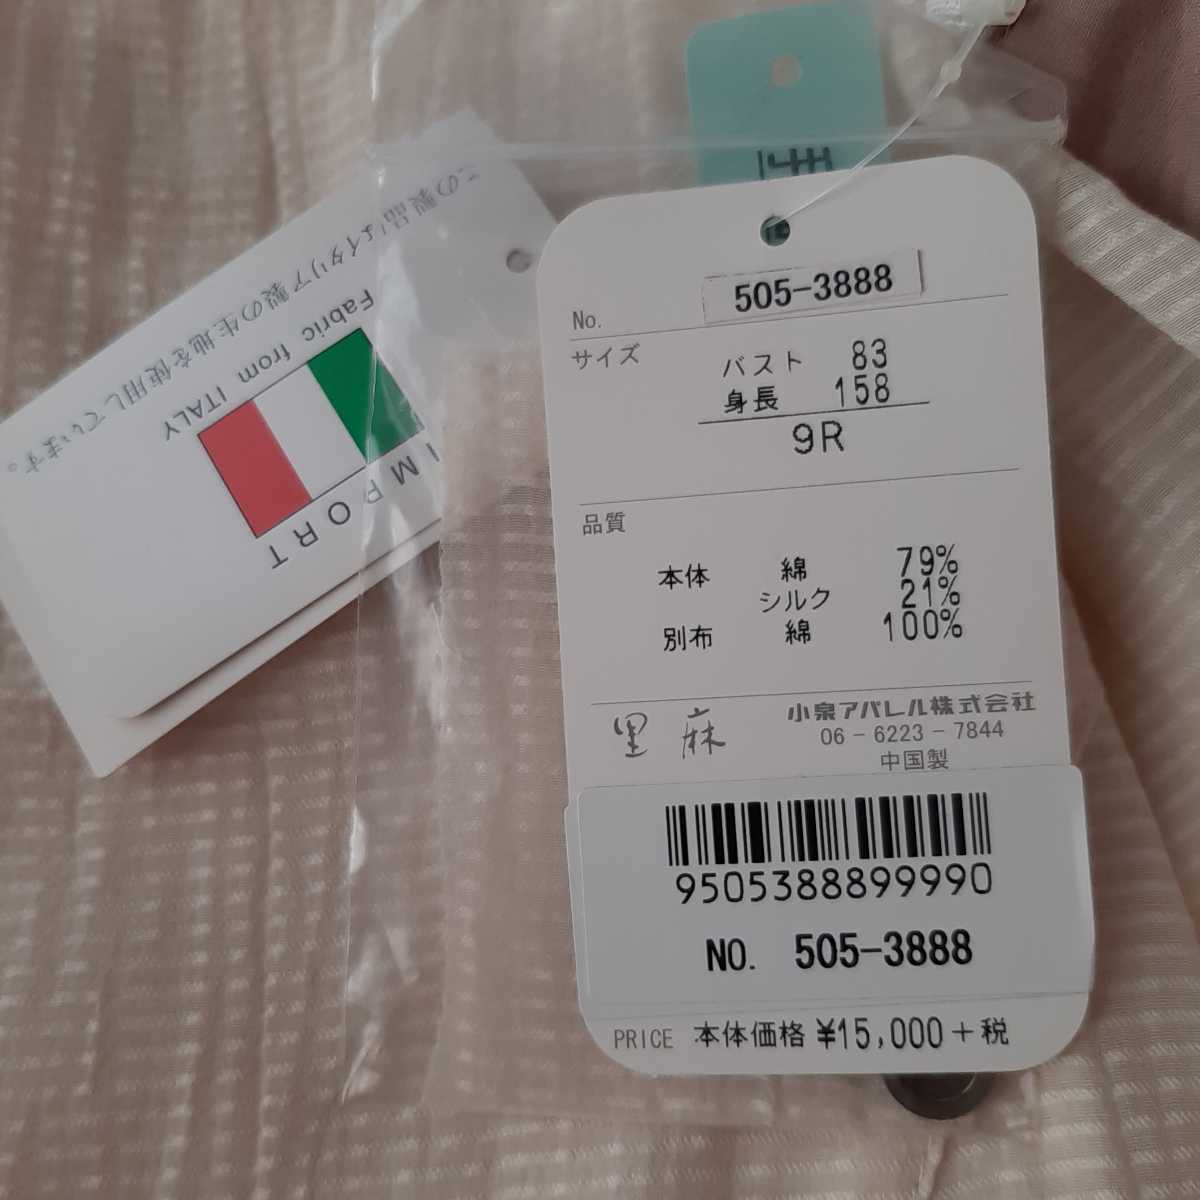 No. 505-3888
サイズ
バスト 83
身長 158
9R
品質
本体 綿 79%
シルク 21%
別布 綿 100%
里麻
小泉アパレル株式会社
06-6223-7844
中国製
9505388899990
NO. 505-3888
PRICE 本体価格 ¥15,000+税
IMPORT
Fabric from ITALY
この製品はイタリア製の生地を使用しています。